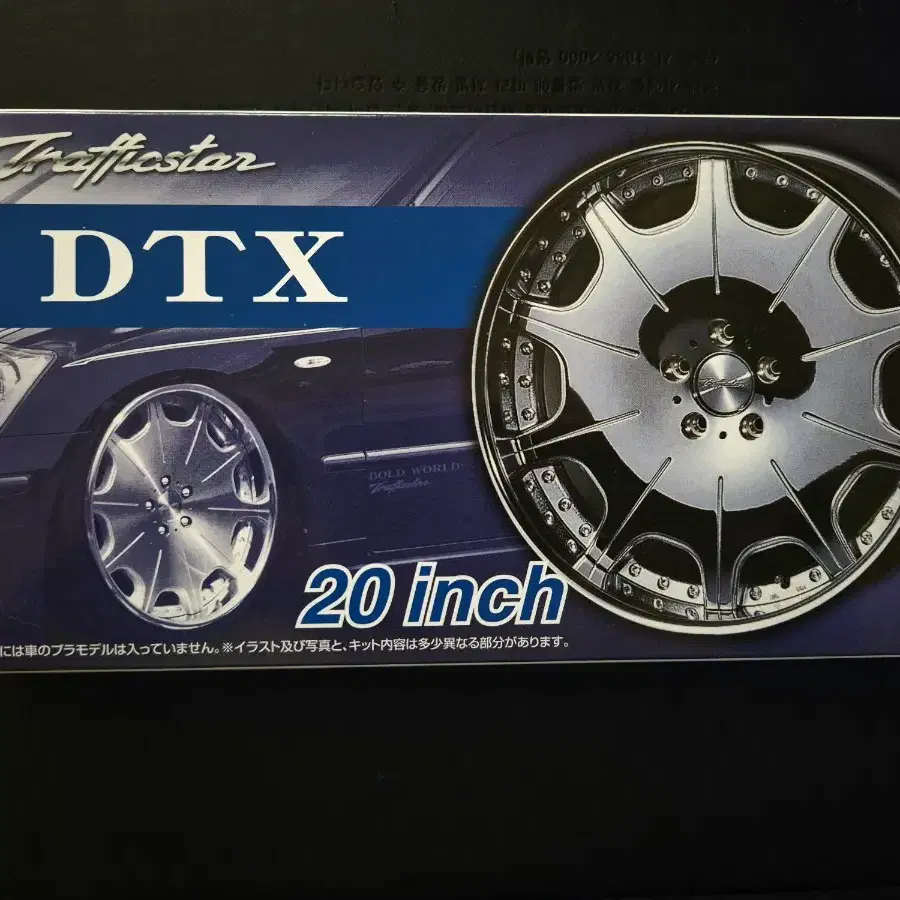 Trafficstar
DTX
BOLD WORLD
Trafficstar
20 inch
には車のプラモデルは入っていません。※イラスト及び写真と、キット内容は多少異なる部分があります。